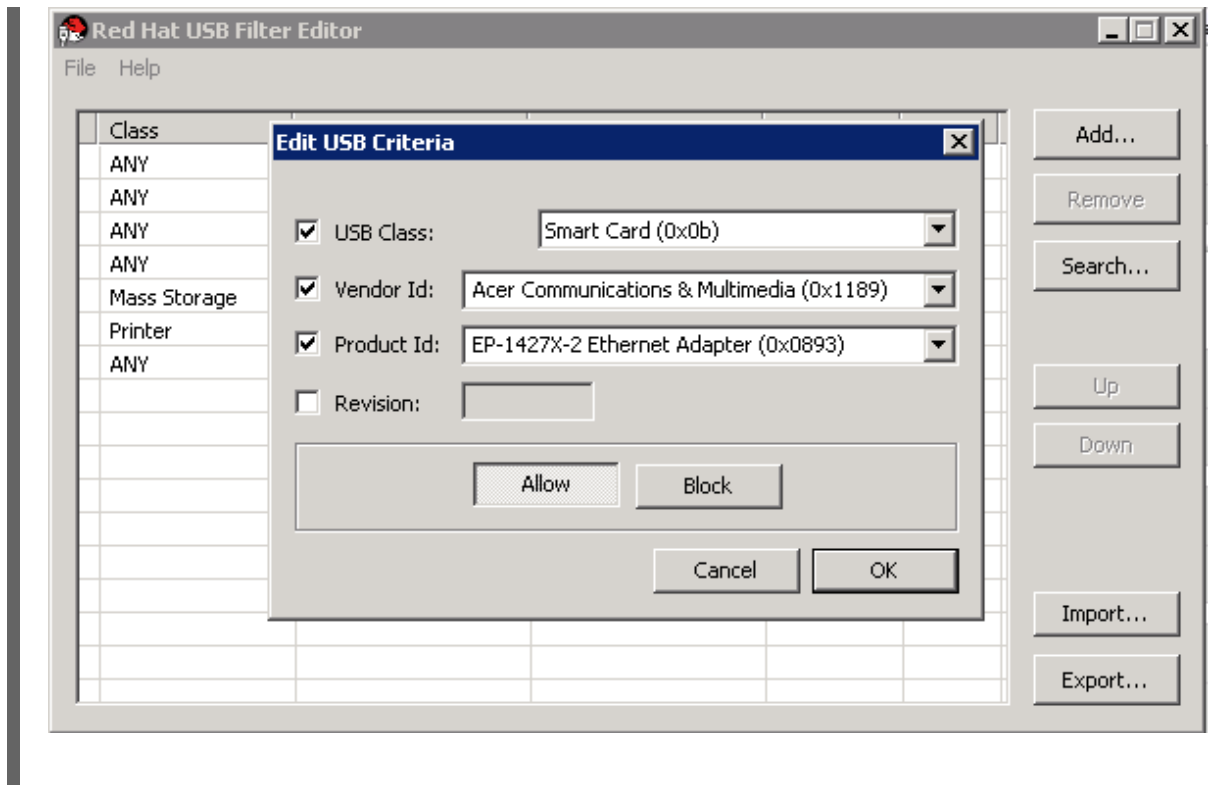 Red Hat USB Filter Editor
File Help
Class
ANY
ANY
ANY
ANY
Mass Storage
Printer
ANY
Edit USB Criteria
USB Class: Smart Card (0x0b)
Vendor Id: Acer Communications & Multimedia (0x1189)
Product Id: EP-1427X-2 Ethernet Adapter (0x0893)
Revision:
Allow Block
Cancel OK
Add...
Remove
Search...
Up
Down
Import...
Export...